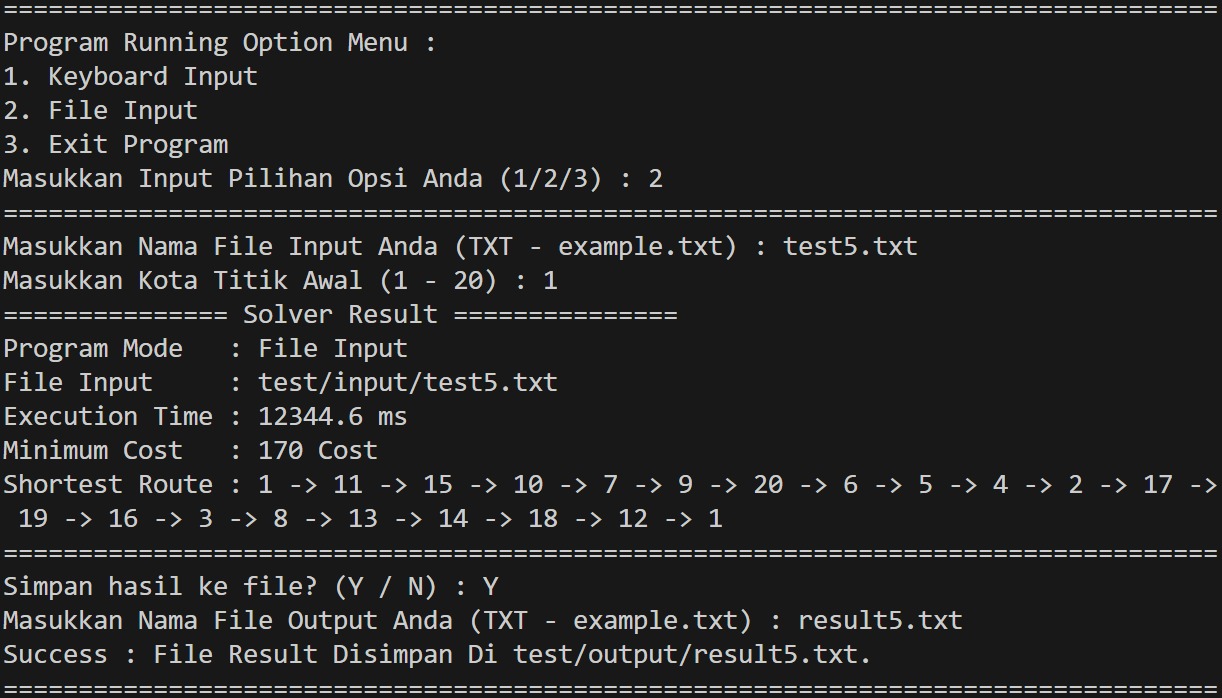 =================================================================================
Program Running Option Menu :
1. Keyboard Input
2. File Input
3. Exit Program
Masukkan Input Pilihan Opsi Anda (1/2/3) : 2
=================================================================================
Masukkan Nama File Input Anda (TXT - example.txt) : test5.txt
Masukkan Kota Titik Awal (1 - 20) : 1
=============== Solver Result ===============
Program Mode   : File Input
File Input     : test/input/test5.txt
Execution Time : 12344.6 ms
Minimum Cost   : 170 Cost
Shortest Route : 1 -> 11 -> 15 -> 10 -> 7 -> 9 -> 20 -> 6 -> 5 -> 4 -> 2 -> 17 ->
 19 -> 16 -> 3 -> 8 -> 13 -> 14 -> 18 -> 12 -> 1
=================================================================================
Simpan hasil ke file? (Y / N) : Y
Masukkan Nama File Output Anda (TXT - example.txt) : result5.txt
Success : File Result Disimpan Di test/output/result5.txt.
=================================================================================